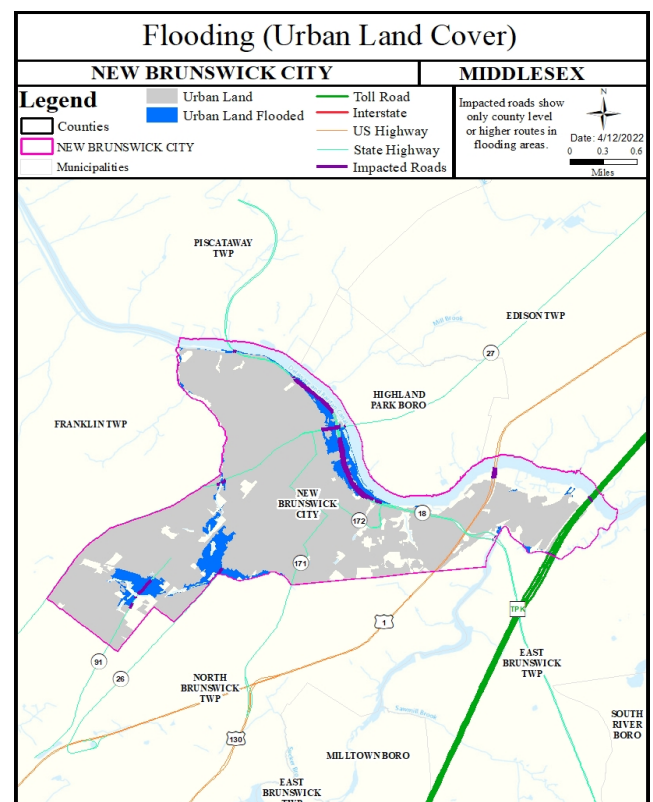 Flooding (Urban Land Cover)
NEW BRUNSWICK CITY
MIDDLESEX
Legend
Counties
NEW BRUNSWICK CITY
Municipalities
Urban Land
Urban Land Flooded
Toll Road
Interstate
US Highway
State Highway
Impacted Roads
Impacted roads show
only county level
or higher routes in
flooding areas.
N
Date: 4/12/2022
0 0.3 0.6
Miles
PISCATAWAY
TWP
Mill Brook
EDISON TWP
27
HIGHLAND
PARK BORO
FRANKLIN TWP
NEW
BRUNSWICK
CITY
172
18
171
TPK
1
91
26
EAST
BRUNSWICK
TWP
NORTH
BRUNSWICK
TWP
SOUTH
RIVER
BORO
130
MILLTOWN BORO
EAST
BRUNSWICK
TWP